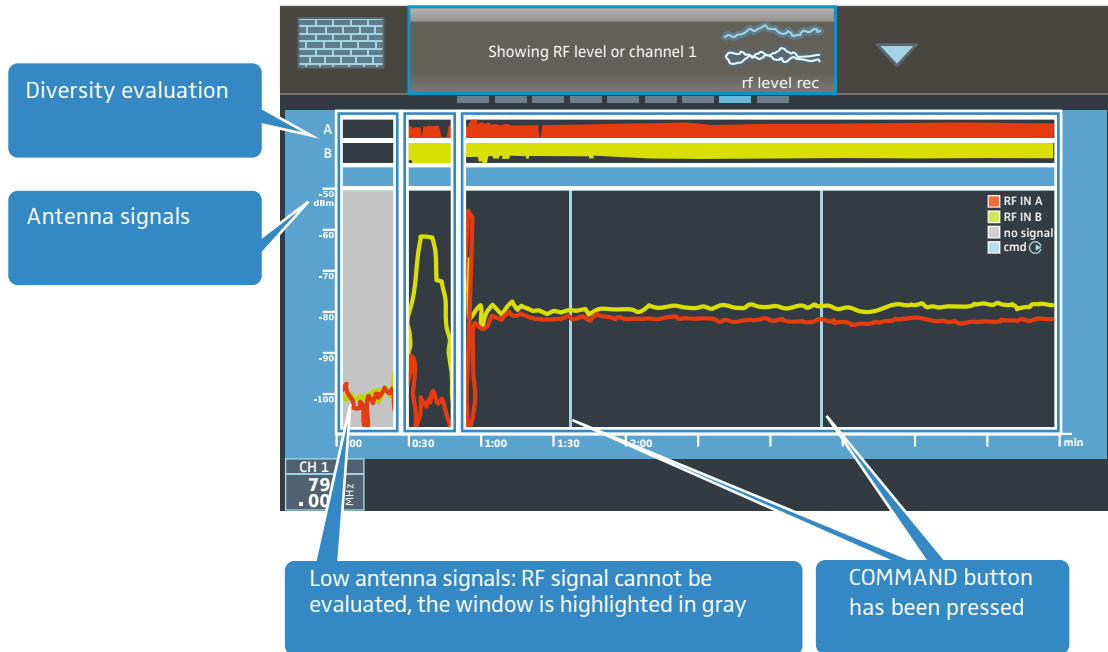 Showing RF level or channel 1
rf level rec
Diversity evaluation
A
B
Antenna signals
-50
dBm
-60
-70
-80
-90
-100
RF IN A
RF IN B
no signal
cmd
0:30
1:00
1:30
2:00
min
CH 1
MHz
Low antenna signals: RF signal cannot be
evaluated, the window is highlighted in gray
COMMAND button
has been pressed